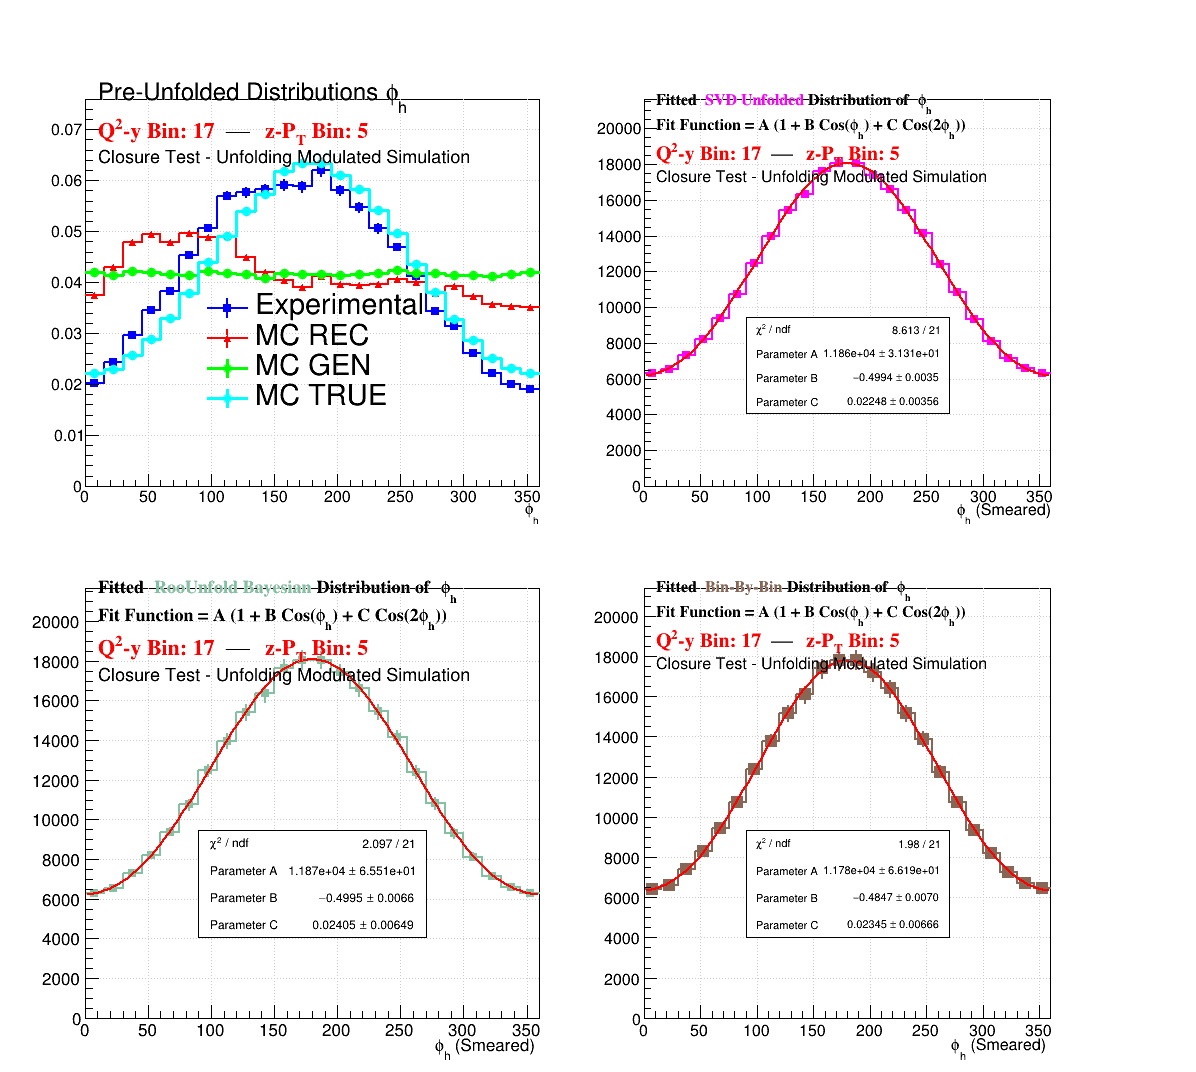 Pre-Unfolded Distributions ϕh
Q²-y Bin: 17 — z-PT Bin: 5
Closure Test - Unfolding Modulated Simulation
0.07
0.06
0.05
0.04
0.03
0.02
0.01
0
Experimental
MC REC
MC GEN
MC TRUE
0 50 100 150 200 250 300 350
ϕh
Fitted SVD Unfolded Distribution of ϕh
Fit Function = A (1 + B Cos(ϕh) + C Cos(2ϕh))
Q²-y Bin: 17 — z-PT Bin: 5
Closure Test - Unfolding Modulated Simulation
20000
18000
16000
14000
12000
10000
8000
6000
4000
2000
0
χ² / ndf 8.613 / 21
Parameter A 1.186e+04 ± 3.131e+01
Parameter B −0.4994 ± 0.0035
Parameter C 0.02248 ± 0.00356
0 50 100 150 200 250 300 350
ϕh (Smeared)
Fitted RooUnfold Bayesian Distribution of ϕh
Fit Function = A (1 + B Cos(ϕh) + C Cos(2ϕh))
Q²-y Bin: 17 — z-PT Bin: 5
Closure Test - Unfolding Modulated Simulation
20000
18000
16000
14000
12000
10000
8000
6000
4000
2000
0
χ² / ndf 2.097 / 21
Parameter A 1.187e+04 ± 6.551e+01
Parameter B −0.4995 ± 0.0066
Parameter C 0.02405 ± 0.00649
0 50 100 150 200 250 300 350
ϕh (Smeared)
Fitted Bin-By-Bin Distribution of ϕh
Fit Function = A (1 + B Cos(ϕh) + C Cos(2ϕh))
Q²-y Bin: 17 — z-PT Bin: 5
Closure Test - Unfolding Modulated Simulation
20000
18000
16000
14000
12000
10000
8000
6000
4000
2000
0
χ² / ndf 1.98 / 21
Parameter A 1.178e+04 ± 6.619e+01
Parameter B −0.4847 ± 0.0070
Parameter C 0.02345 ± 0.00666
0 50 100 150 200 250 300 350
ϕh (Smeared)